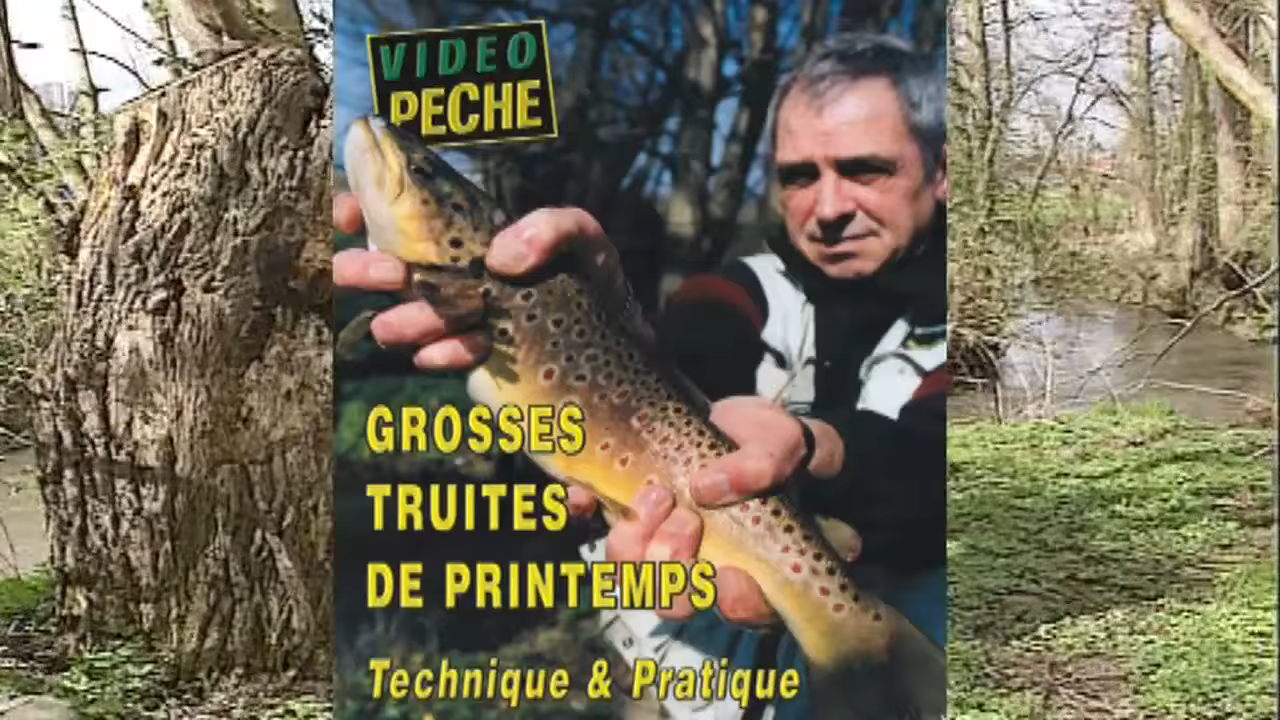 VIDEO
PECHE
GROSSES
TRUITES
DE PRINTEMPS
Technique & Pratique